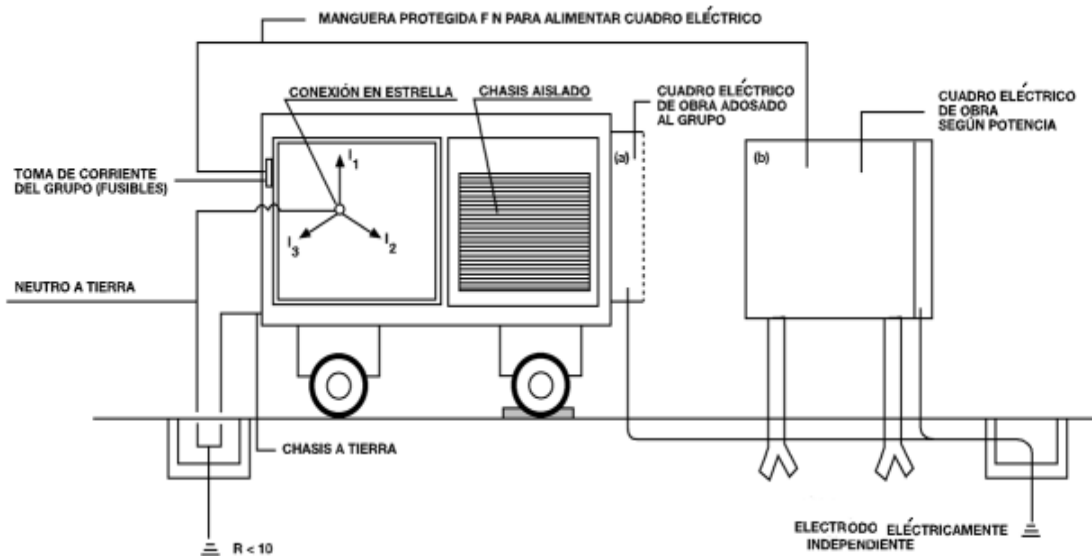 MANGUERA PROTEGIDA F N PARA ALIMENTAR CUADRO ELÉCTRICO
CONEXIÓN EN ESTRELLA
CHASIS AISLADO
CUADRO ELÉCTRICO
DE OBRA ADOSADO
AL GRUPO
CUADRO ELÉCTRICO
DE OBRA
SEGÚN POTENCIA
(a)
(b)
TOMA DE CORRIENTE
DEL GRUPO (FUSIBLES)
I1
I3
I2
NEUTRO A TIERRA
CHASIS A TIERRA
R < 10
ELECTRODO ELÉCTRICAMENTE
INDEPENDIENTE